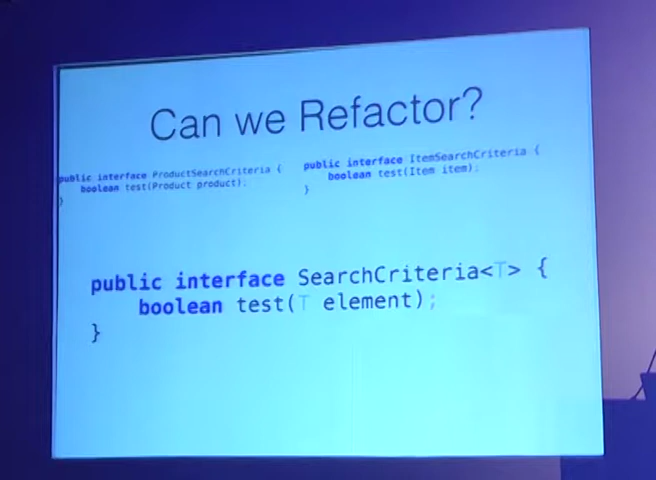 Can we Refactor?
public interface ProductSearchCriteria {
boolean test(Product product);
}
public interface ItemSearchCriteria {
boolean test(Item item);
}
public interface SearchCriteria<T> {
boolean test(T element);
}